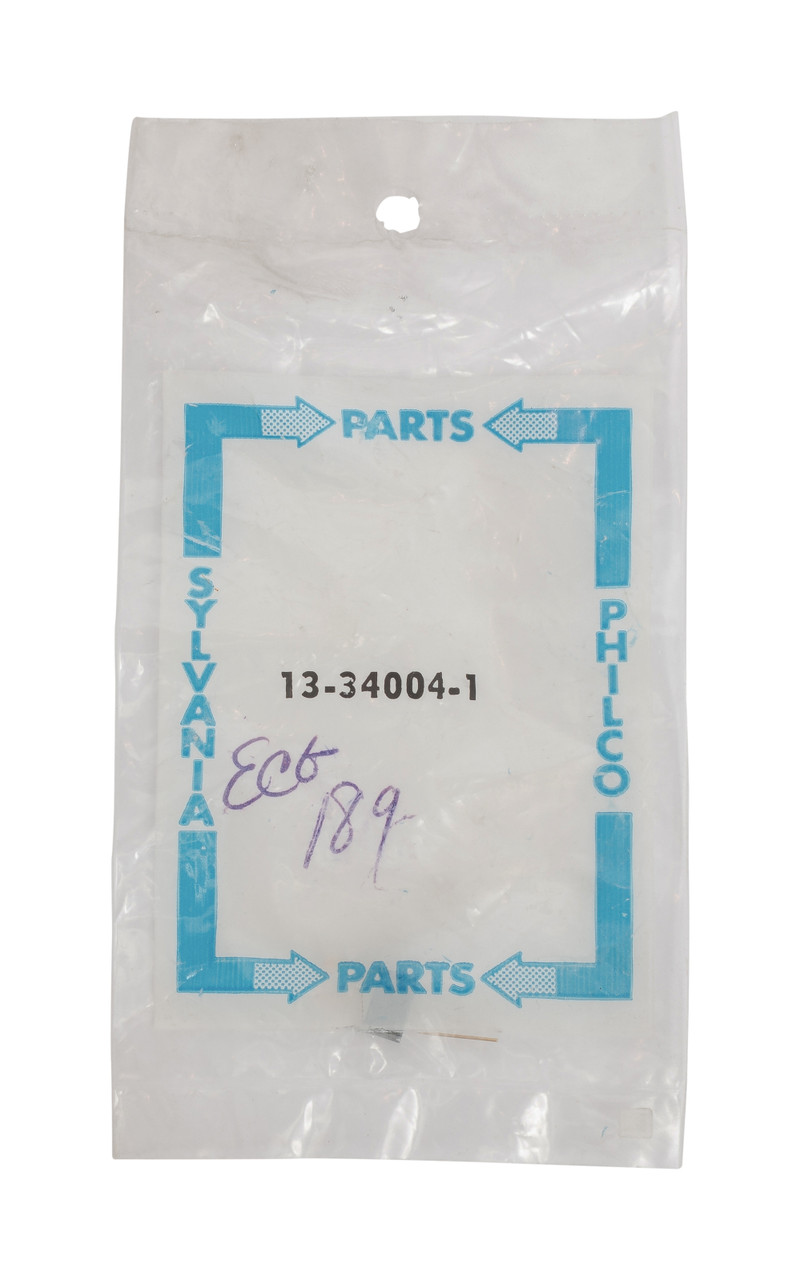 PARTS
SYLVANIA
PHILCO
13-34004-1
ECG
189
PARTS